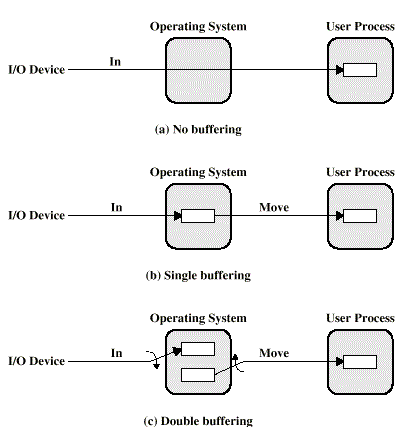 Operating System User Process
I/O Device In
(a) No buffering
Operating System User Process
I/O Device In Move
(b) Single buffering
Operating System User Process
I/O Device In Move
(c) Double buffering